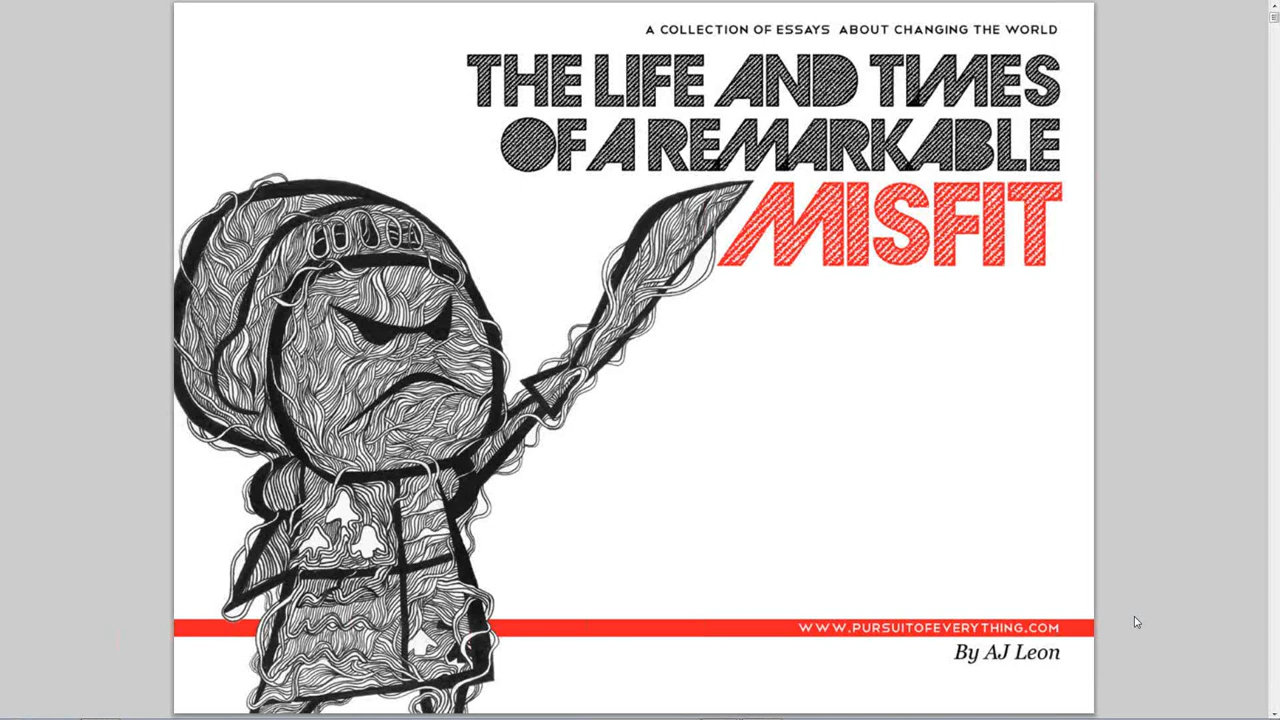 A COLLECTION OF ESSAYS ABOUT CHANGING THE WORLD
THE LIFE AND TIMES
OF A REMARKABLE
MISFIT
WWW.PURSUITOFEVERYTHING.COM
By AJ Leon